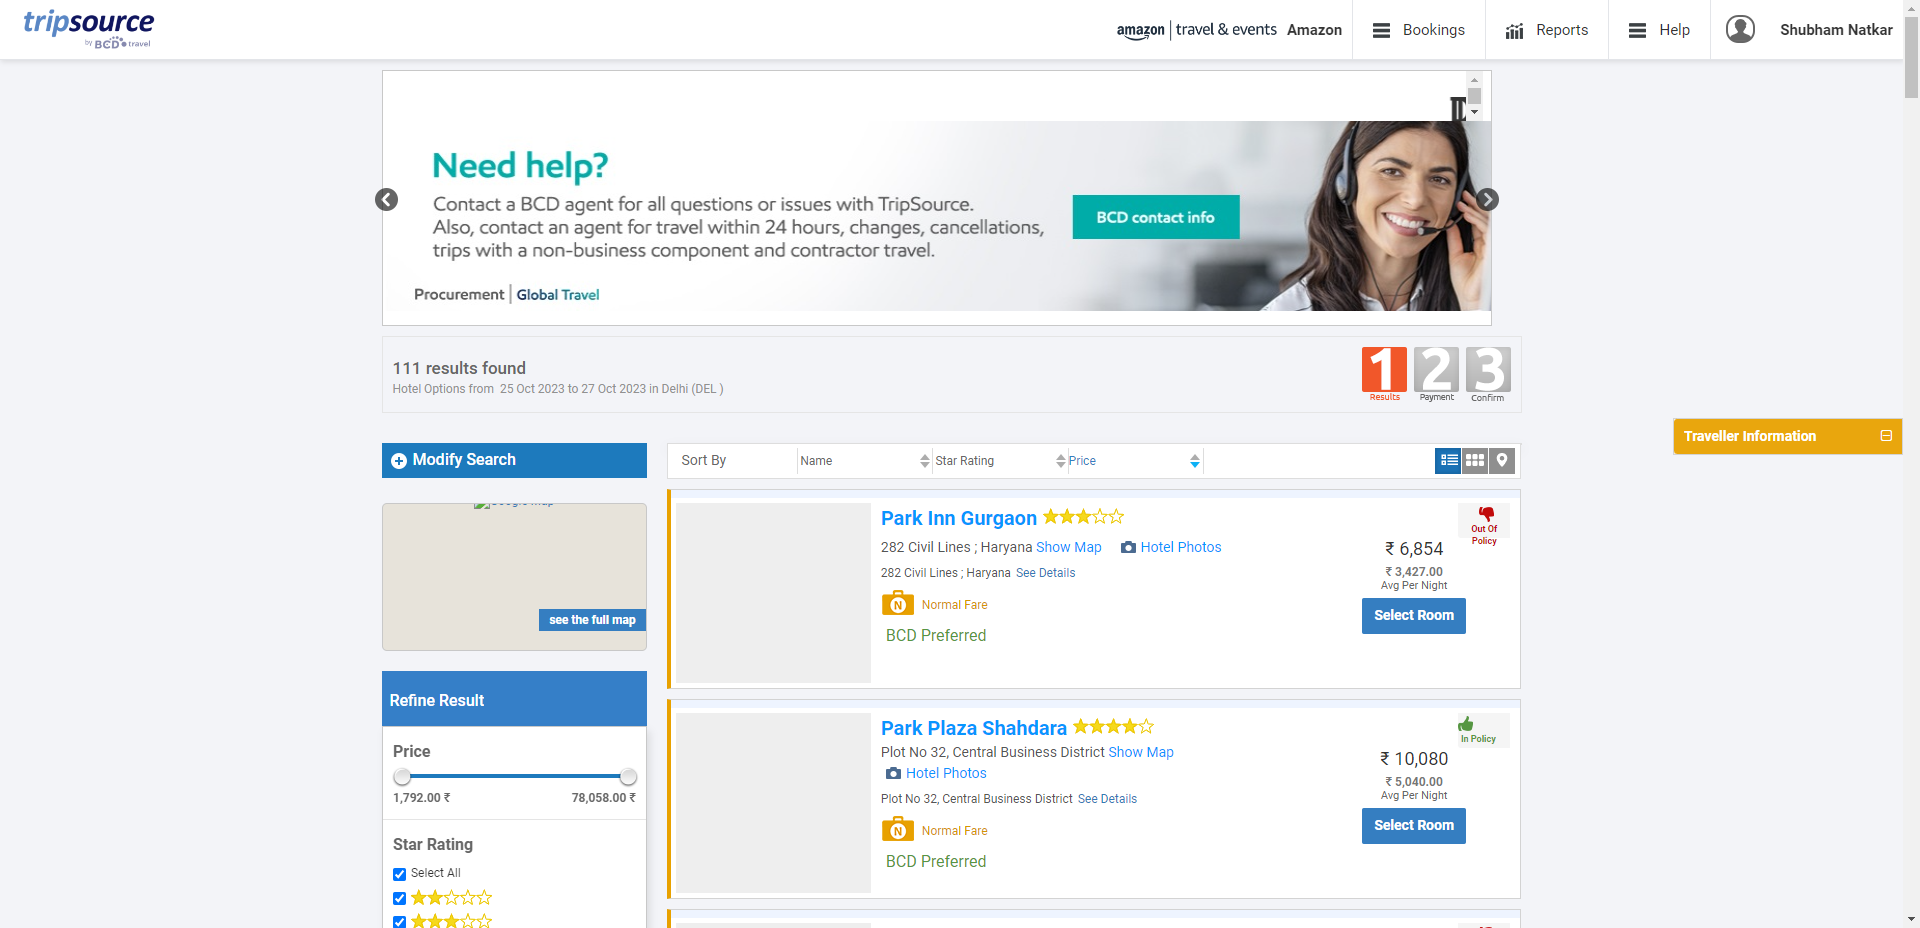 tripsource
by BCD travel
amazon | travel & events Amazon
Bookings
Reports
Help
Shubham Natkar
Need help?
Contact a BCD agent for all questions or issues with TripSource.
Also, contact an agent for travel within 24 hours, changes, cancellations,
trips with a non-business component and contractor travel.
BCD contact info
Procurement | Global Travel
111 results found
Hotel Options from 25 Oct 2023 to 27 Oct 2023 in Delhi (DEL )
1 2 3
Results Payment Confirm
Traveller Information
Modify Search
Sort By Name Star Rating Price
see the full map
Refine Result
Price
1,792.00 ₹ 78,058.00 ₹
Star Rating
Select All
Park Inn Gurgaon
282 Civil Lines ; Haryana Show Map Hotel Photos
282 Civil Lines ; Haryana See Details
N Normal Fare
BCD Preferred
Out Of
Policy
₹ 6,854
₹ 3,427.00
Avg Per Night
Select Room
Park Plaza Shahdara
Plot No 32, Central Business District Show Map
Hotel Photos
Plot No 32, Central Business District See Details
N Normal Fare
BCD Preferred
In Policy
₹ 10,080
₹ 5,040.00
Avg Per Night
Select Room